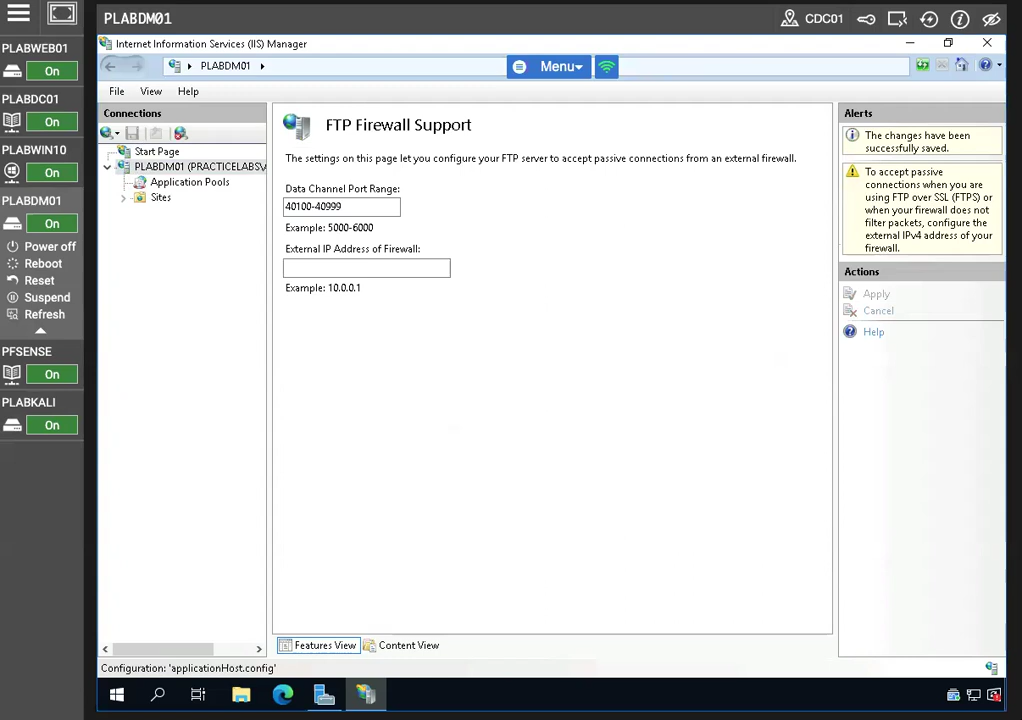 PLABDM01
CDC01
PLABWEB01
On
PLABDC01
On
PLABWIN10
On
PLABDM01
On
Power off
Reboot
Reset
Suspend
Refresh
PFSENSE
On
PLABKALI
On
Internet Information Services (IIS) Manager
PLABDM01
Menu
File View Help
Connections
Start Page
PLABDM01 (PRACTICELABS\
Application Pools
Sites
FTP Firewall Support
The settings on this page let you configure your FTP server to accept passive connections from an external firewall.
Data Channel Port Range:
40100-40999
Example: 5000-6000
External IP Address of Firewall:
Example: 10.0.0.1
Features View Content View
Alerts
The changes have been
successfully saved.
To accept passive
connections when you are
using FTP over SSL (FTPS) or
when your firewall does not
filter packets, configure the
external IPv4 address of your
firewall.
Actions
Apply
Cancel
Help
Configuration: 'applicationHost.config'